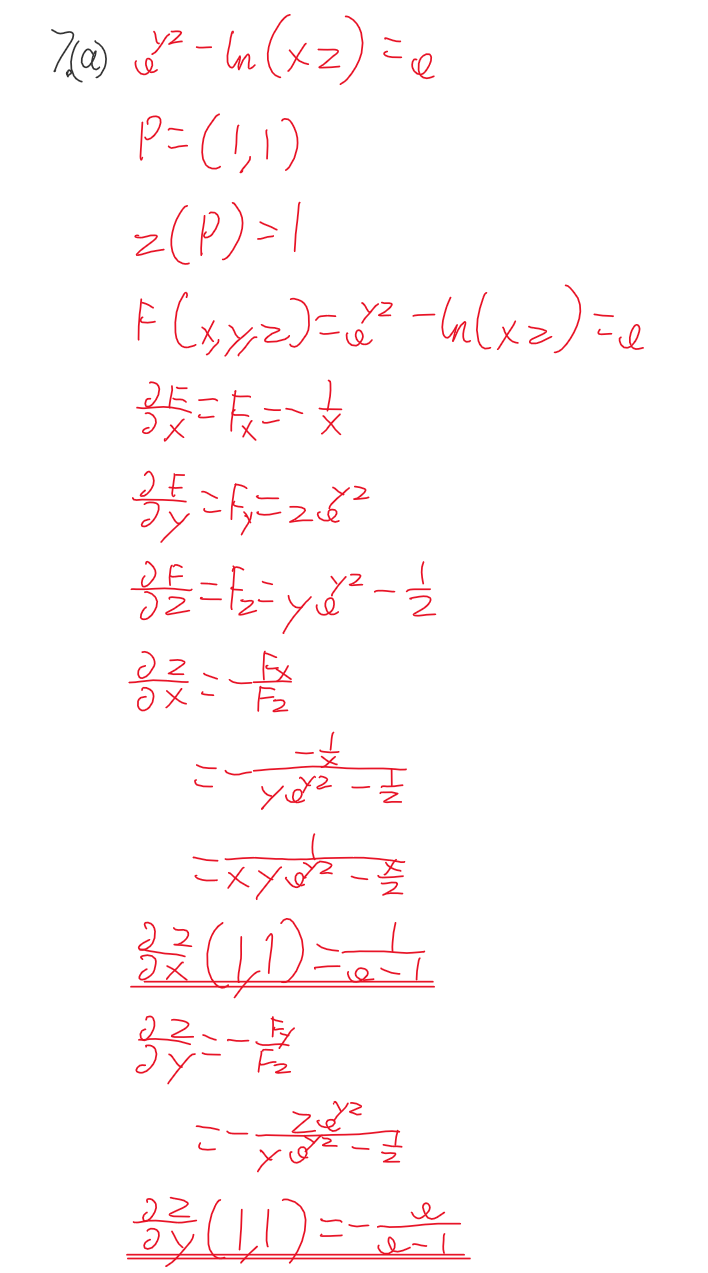 7.(a) e^{yz} - ln(xz) = e
P = (1,1)
z(P) = 1
F(x,y,z) = e^{yz} - ln(xz) = e
∂F/∂x = F_x = - 1/x
∂F/∂y = F_y = ze^{yz}
∂F/∂z = F_z = ye^{yz} - 1/z
∂z/∂x = - F_x/F_z
= - (-1/x)/(ye^{yz} - 1/z)
= 1/(xye^{yz} - x/z)
∂z/∂x (1,1) = 1/(e-1)
∂z/∂y = - F_y/F_z
= - ze^{yz}/(ye^{yz} - 1/z)
∂z/∂y (1,1) = - e/(e-1)